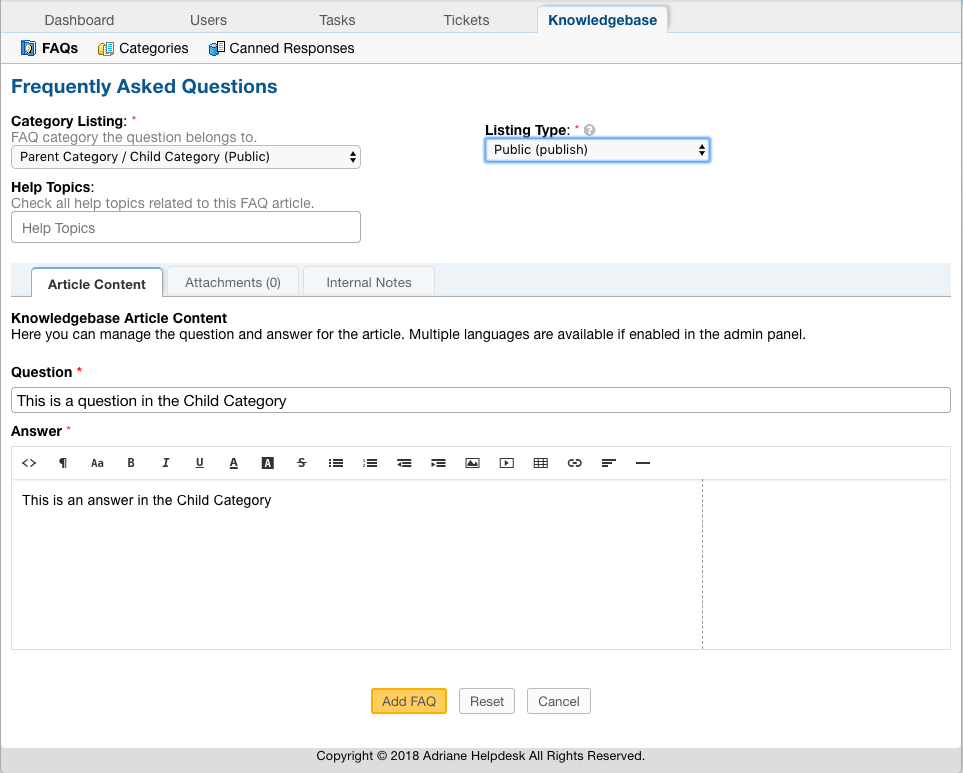 Dashboard Users Tasks Tickets Knowledgebase
FAQs Categories Canned Responses
Frequently Asked Questions
Category Listing: *
FAQ category the question belongs to.
Parent Category / Child Category (Public)
Listing Type: * ?
Public (publish)
Help Topics:
Check all help topics related to this FAQ article.
Help Topics
Article Content Attachments (0) Internal Notes
Knowledgebase Article Content
Here you can manage the question and answer for the article. Multiple languages are available if enabled in the admin panel.
Question *
This is a question in the Child Category
Answer *
<> ¶ Aa B I U A A S
This is an answer in the Child Category
Add FAQ Reset Cancel
Copyright © 2018 Adriane Helpdesk All Rights Reserved.